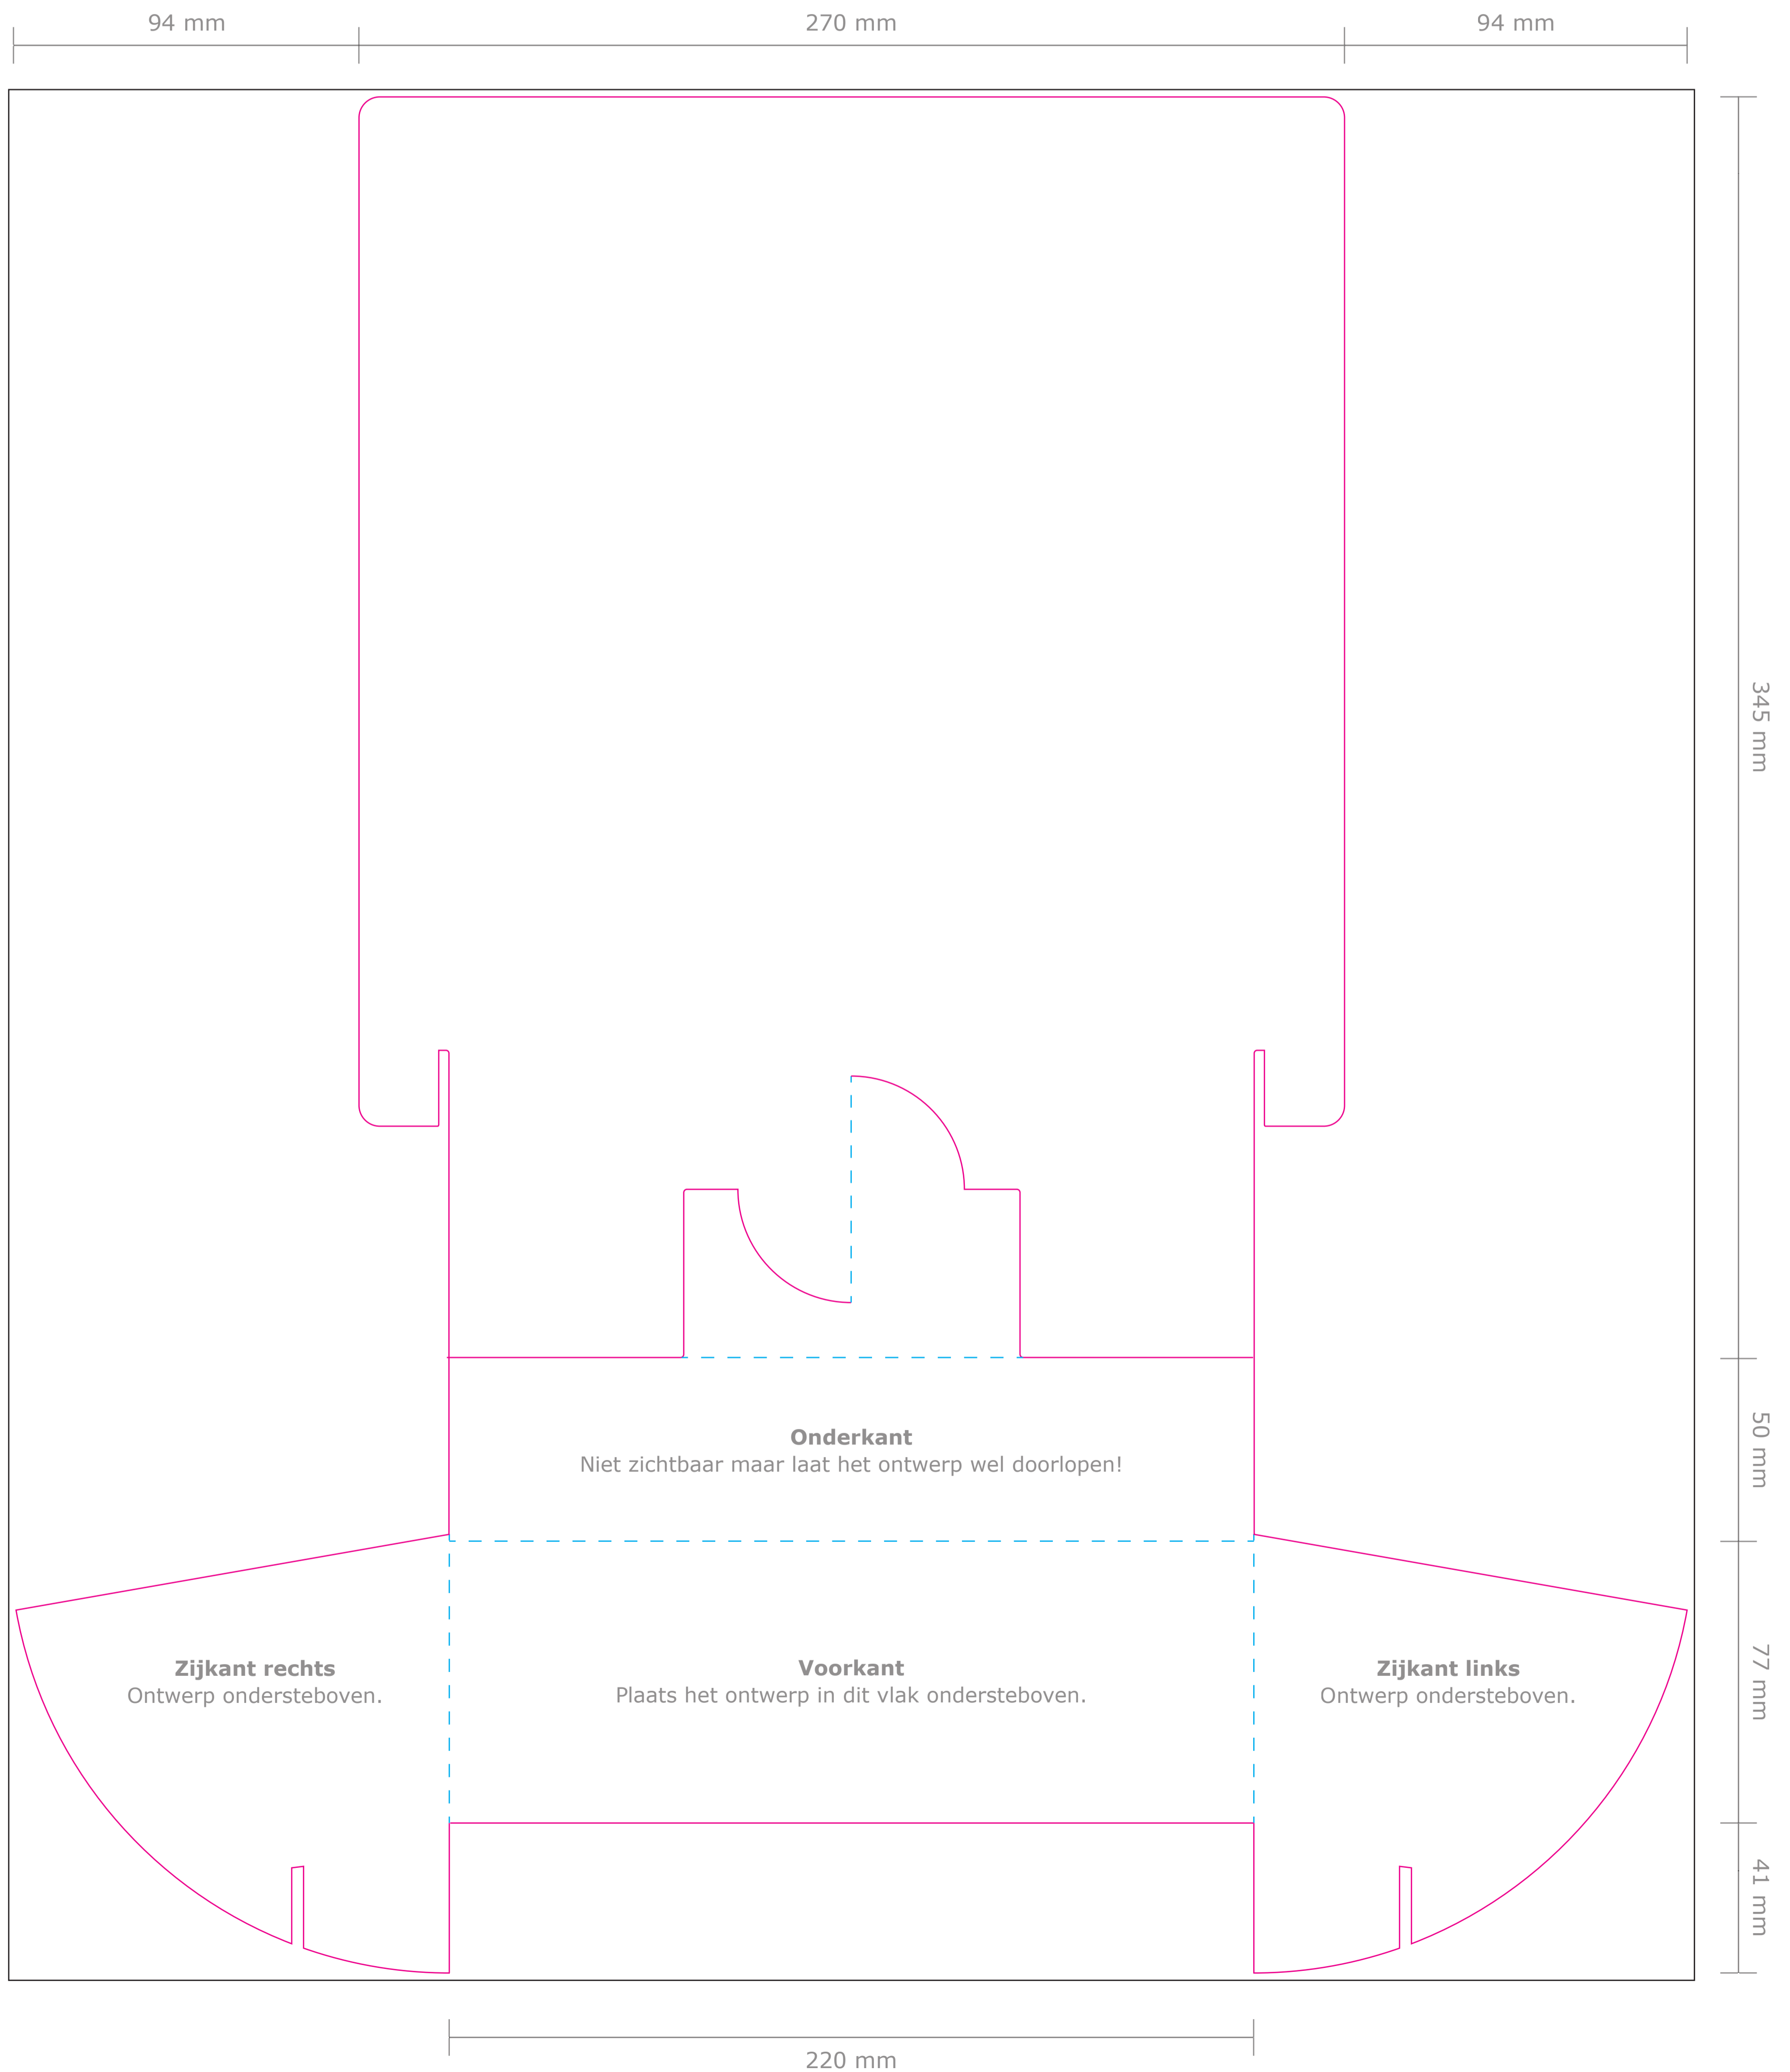 94 mm
270 mm
94 mm
345 mm
50 mm
Onderkant
Niet zichtbaar maar laat het ontwerp wel doorlopen!
Zijkant rechts
Ontwerp ondersteboven.
Voorkant
Plaats het ontwerp in dit vlak ondersteboven.
Zijkant links
Ontwerp ondersteboven.
77 mm
41 mm
220 mm